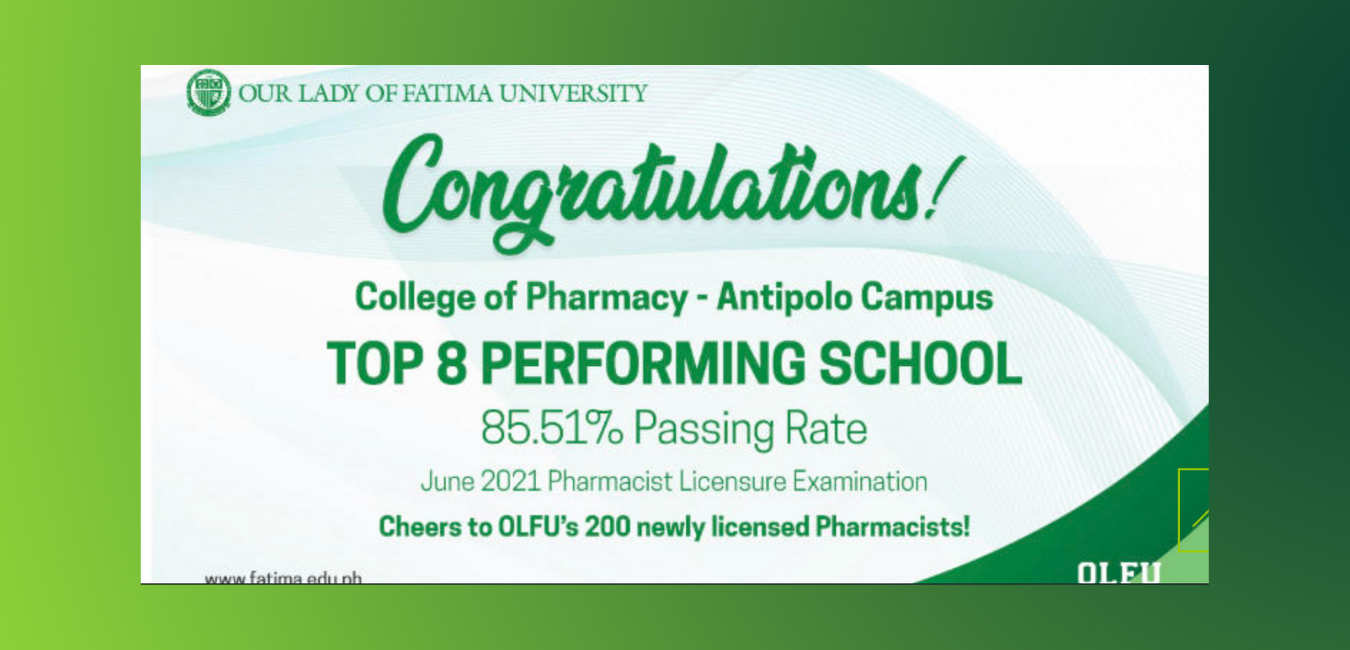 OUR LADY OF FATIMA UNIVERSITY
Congratulations!
College of Pharmacy - Antipolo Campus
TOP 8 PERFORMING SCHOOL
85.51% Passing Rate
June 2021 Pharmacist Licensure Examination
Cheers to OLFU's 200 newly licensed Pharmacists!
www.fatima.edu.ph
OLFU